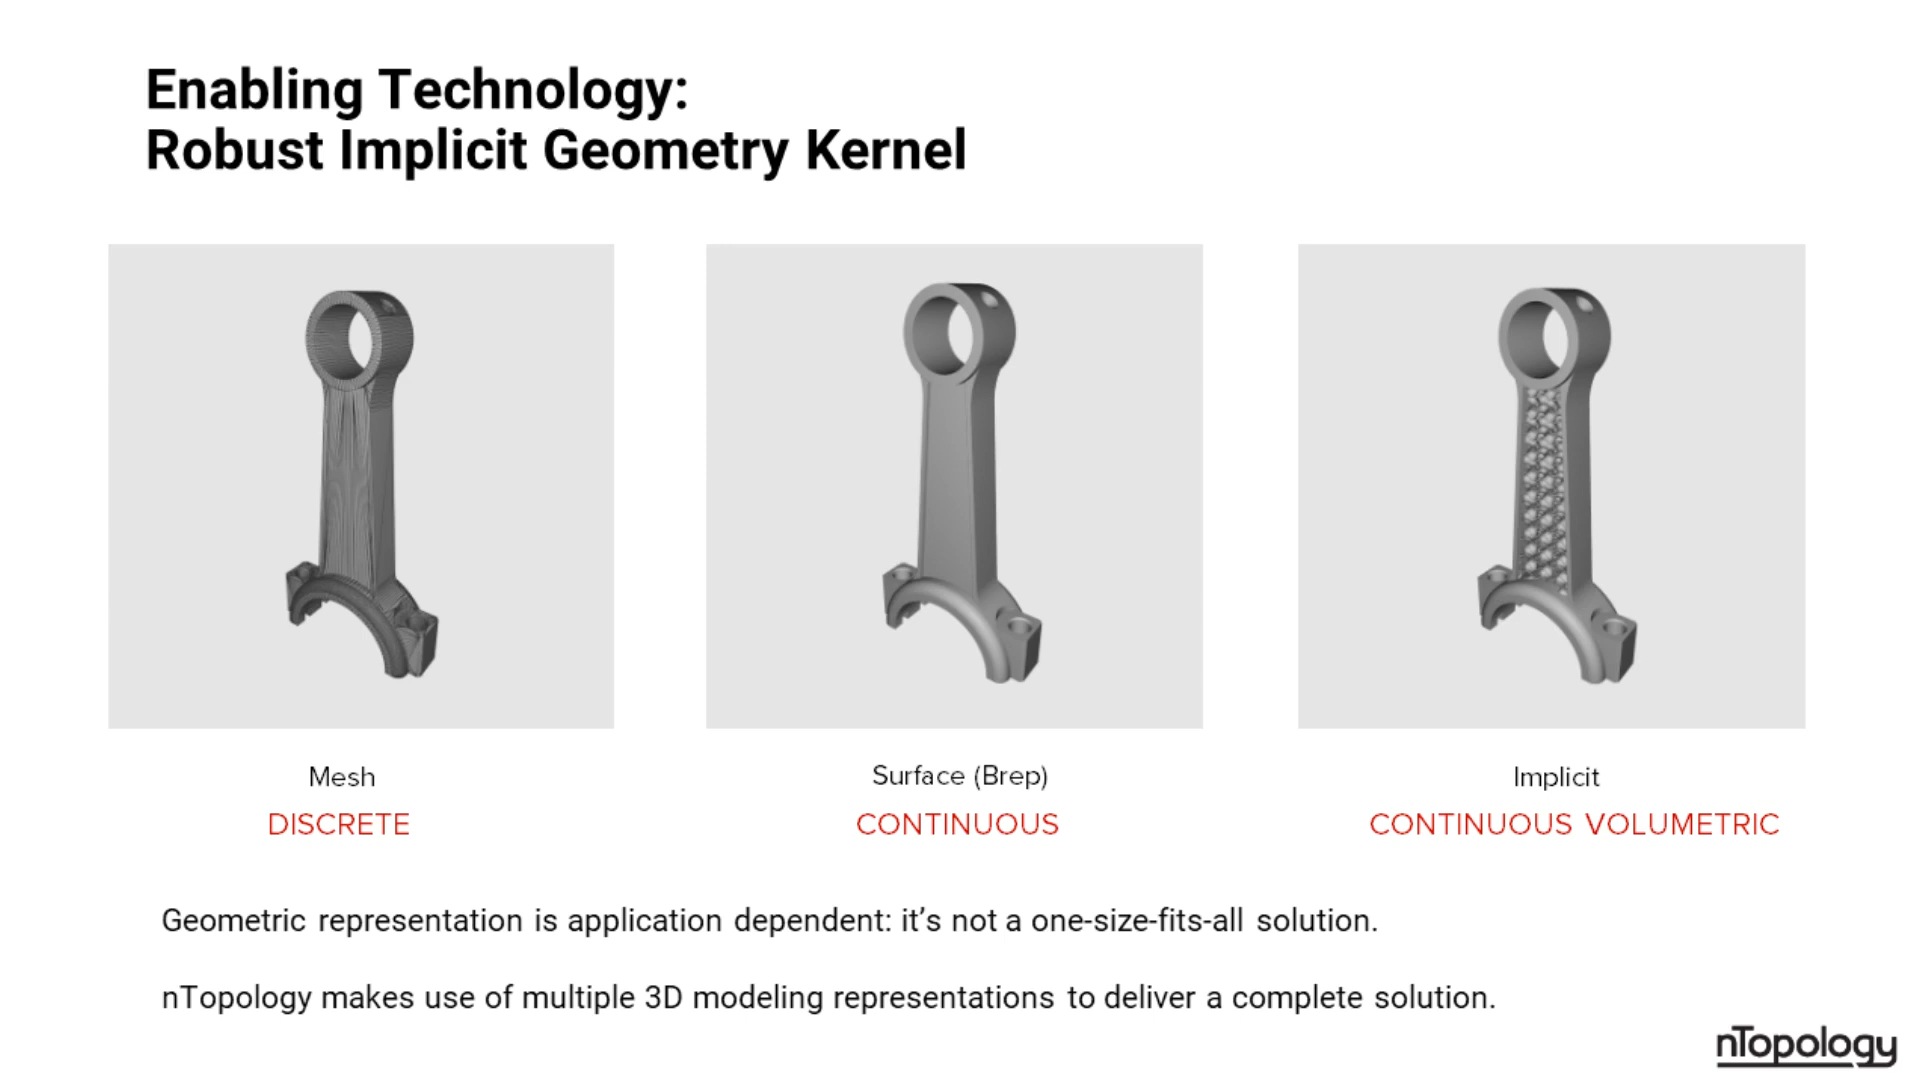 Enabling Technology:
Robust Implicit Geometry Kernel
Mesh
DISCRETE
Surface (Brep)
CONTINUOUS
Implicit
CONTINUOUS VOLUMETRIC
Geometric representation is application dependent: it’s not a one-size-fits-all solution.
nTopology makes use of multiple 3D modeling representations to deliver a complete solution.
nTopology